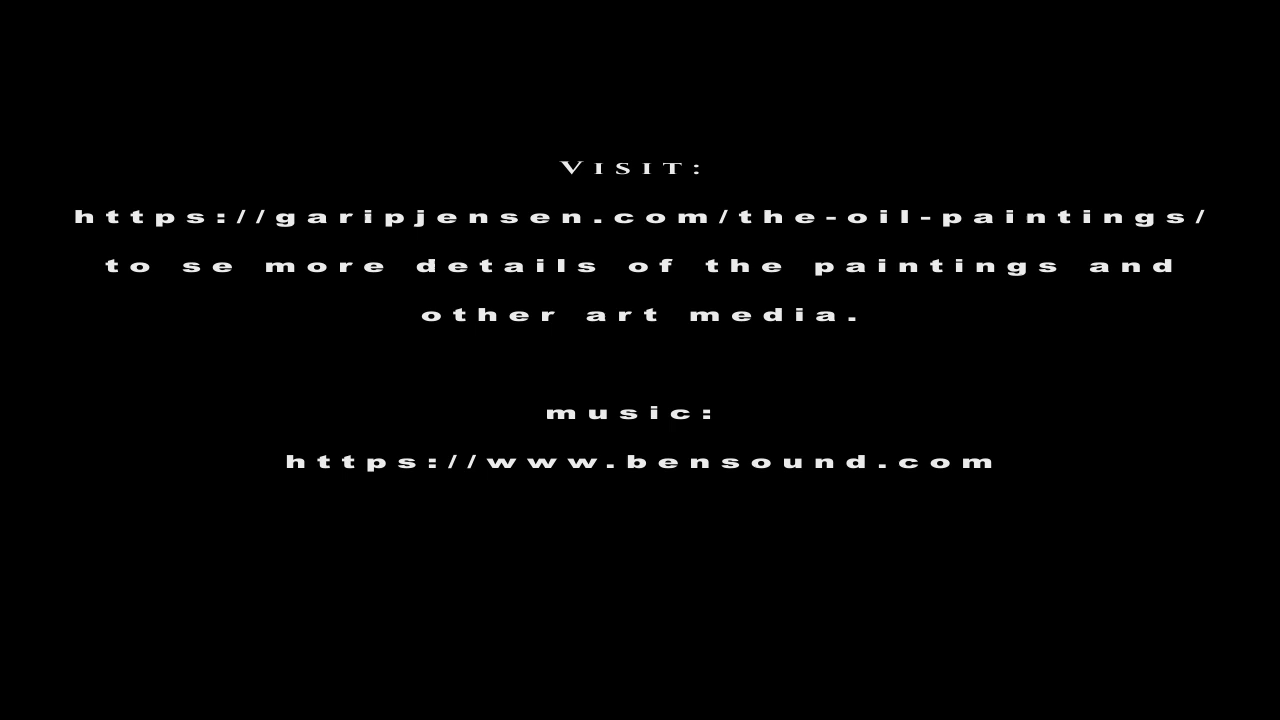 Visit:
https://garipjensen.com/the-oil-paintings/
to se more details of the paintings and
other art media.
music:
https://www.bensound.com